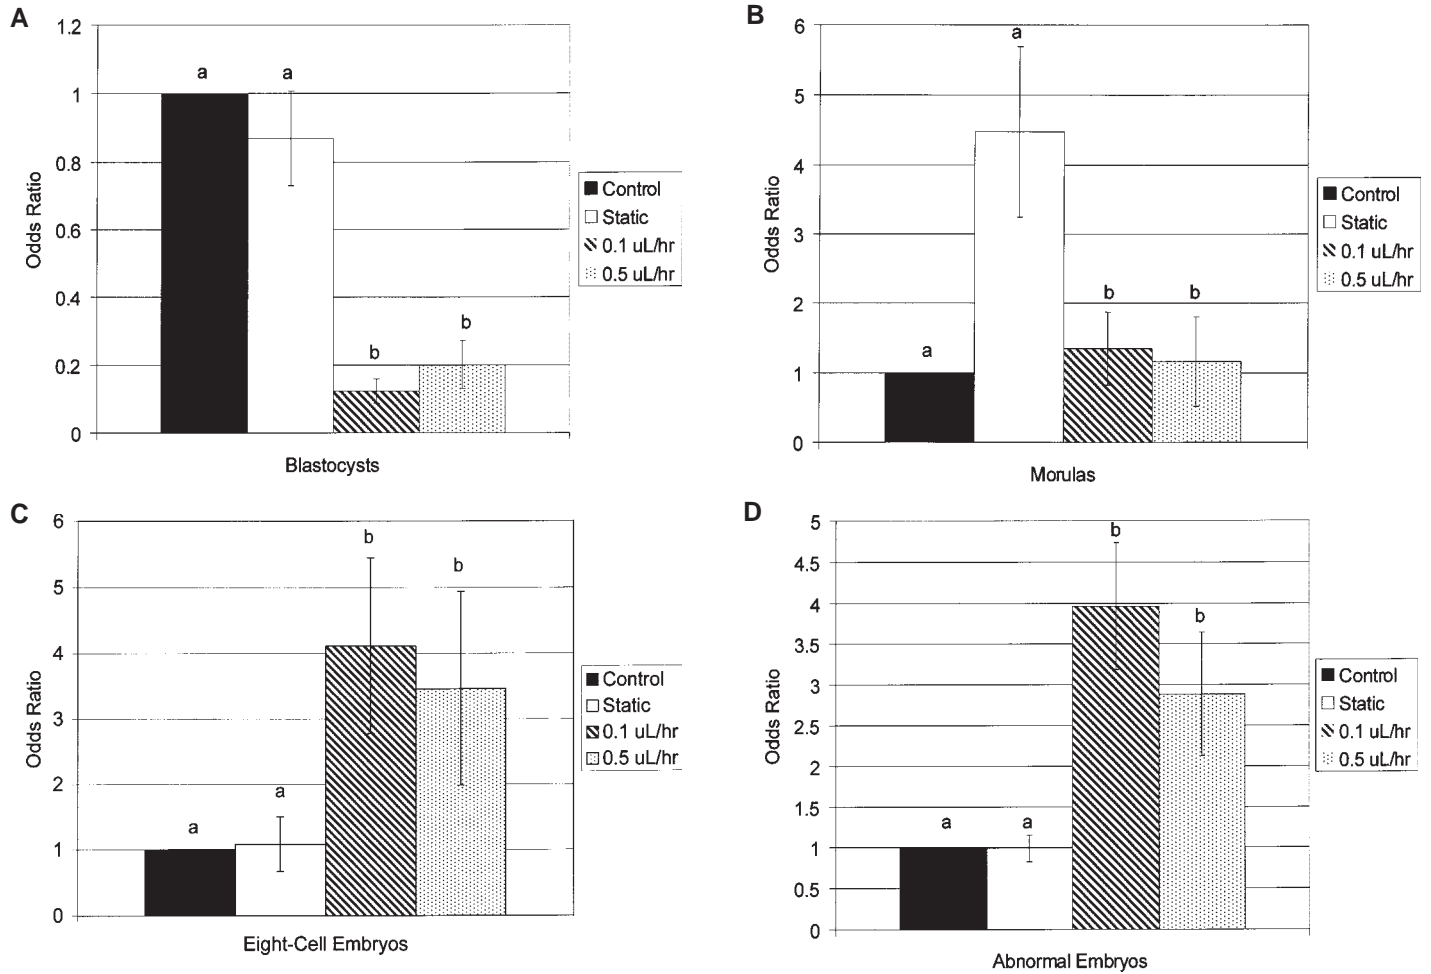 A
1.2
1
0.8
0.6
0.4
0.2
0
Odds Ratio
a
a
b
b
Blastocysts
Control
Static
0.1 uL/hr
0.5 uL/hr
B
6
5
4
3
2
1
0
Odds Ratio
a
a
b
b
Morulas
Control
Static
0.1 uL/hr
0.5 uL/hr
C
6
5
4
3
2
1
0
Odds Ratio
a
a
b
b
Eight-Cell Embryos
Control
Static
0.1 uL/hr
0.5 uL/hr
D
5
4.5
4
3.5
3
2.5
2
1.5
1
0.5
0
Odds Ratio
a
a
b
b
Abnormal Embryos
Control
Static
0.1 uL/hr
0.5 uL/hr